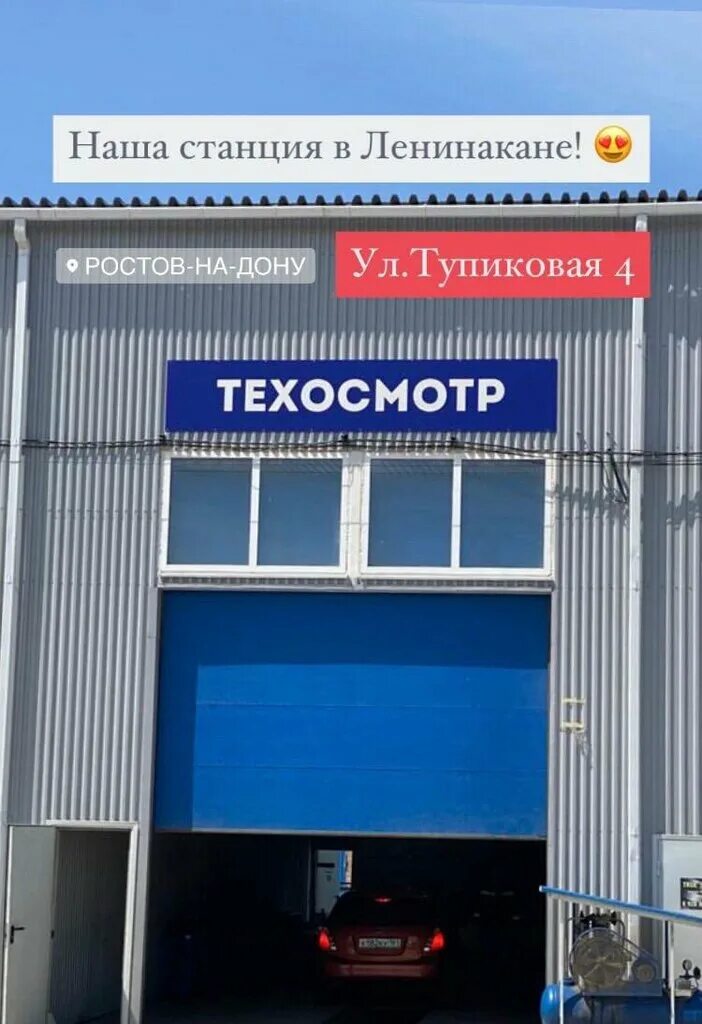 Наша станция в Ленинакане! 😍
РОСТОВ-НА-ДОНУ
Ул.Тупиковая 4
ТЕХОСМОТР